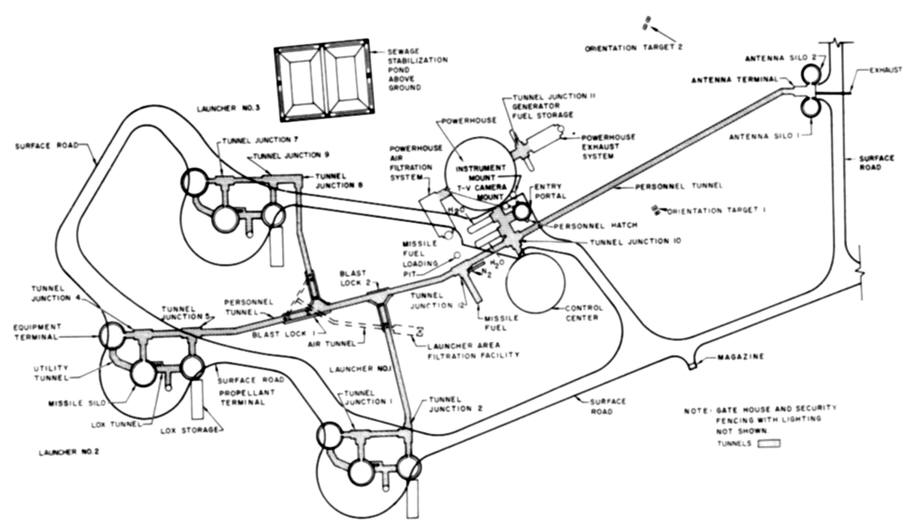 ORIENTATION TARGET 2
SEWAGE
STABILIZATION
POND
ABOVE
GROUND
ANTENNA SILO 2
EXHAUST
ANTENNA TERMINAL
ANTENNA SILO 1
LAUNCHER NO.3
TUNNEL JUNCTION 11
GENERATOR
FUEL STORAGE
POWERHOUSE
POWERHOUSE
EXHAUST
SYSTEM
SURFACE ROAD
TUNNEL JUNCTION 7
TUNNEL JUNCTION 9
TUNNEL
JUNCTION 8
POWERHOUSE
AIR
FILTRATION
SYSTEM
INSTRUMENT
MOUNT
T-V CAMERA
MOUNT
ENTRY
PORTAL
PERSONNEL TUNNEL
SURFACE
ROAD
H2O
ORIENTATION TARGET 1
PERSONNEL HATCH
TUNNEL JUNCTION 10
MISSILE
FUEL
LOADING
PIT
H2O
N2
BLAST
LOCK 2
TUNNEL
JUNCTION 4
TUNNEL
JUNCTION 5
PERSONNEL
TUNNEL
TUNNEL
JUNCTION 12
MISSILE
FUEL
CONTROL
CENTER
EQUIPMENT
TERMINAL
BLAST LOCK 1
AIR TUNNEL
LAUNCHER AREA
FILTRATION FACILITY
MAGAZINE
UTILITY
TUNNEL
LAUNCHER NO.1
SURFACE ROAD
PROPELLANT
TERMINAL
MISSILE SILO
TUNNEL
JUNCTION 1
TUNNEL
JUNCTION 2
SURFACE
ROAD
LOX TUNNEL
LOX STORAGE
NOTE: GATE HOUSE AND SECURITY
FENCING WITH LIGHTING
NOT SHOWN
TUNNELS
LAUNCHER NO.2